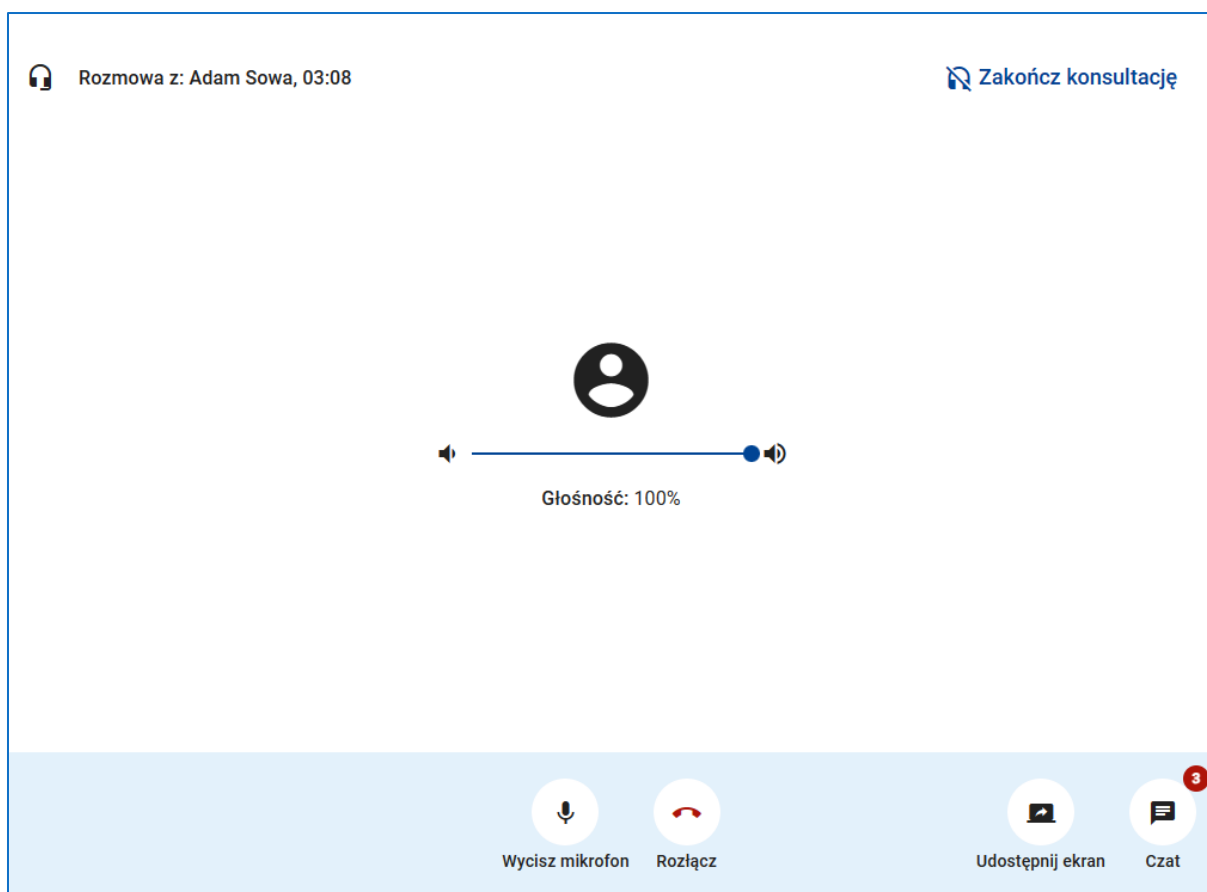 Rozmowa z: Adam Sowa, 03:08
Zakończ konsultację
Głośność: 100%
3
Wycisz mikrofon
Rozłącz
Udostępnij ekran
Czat